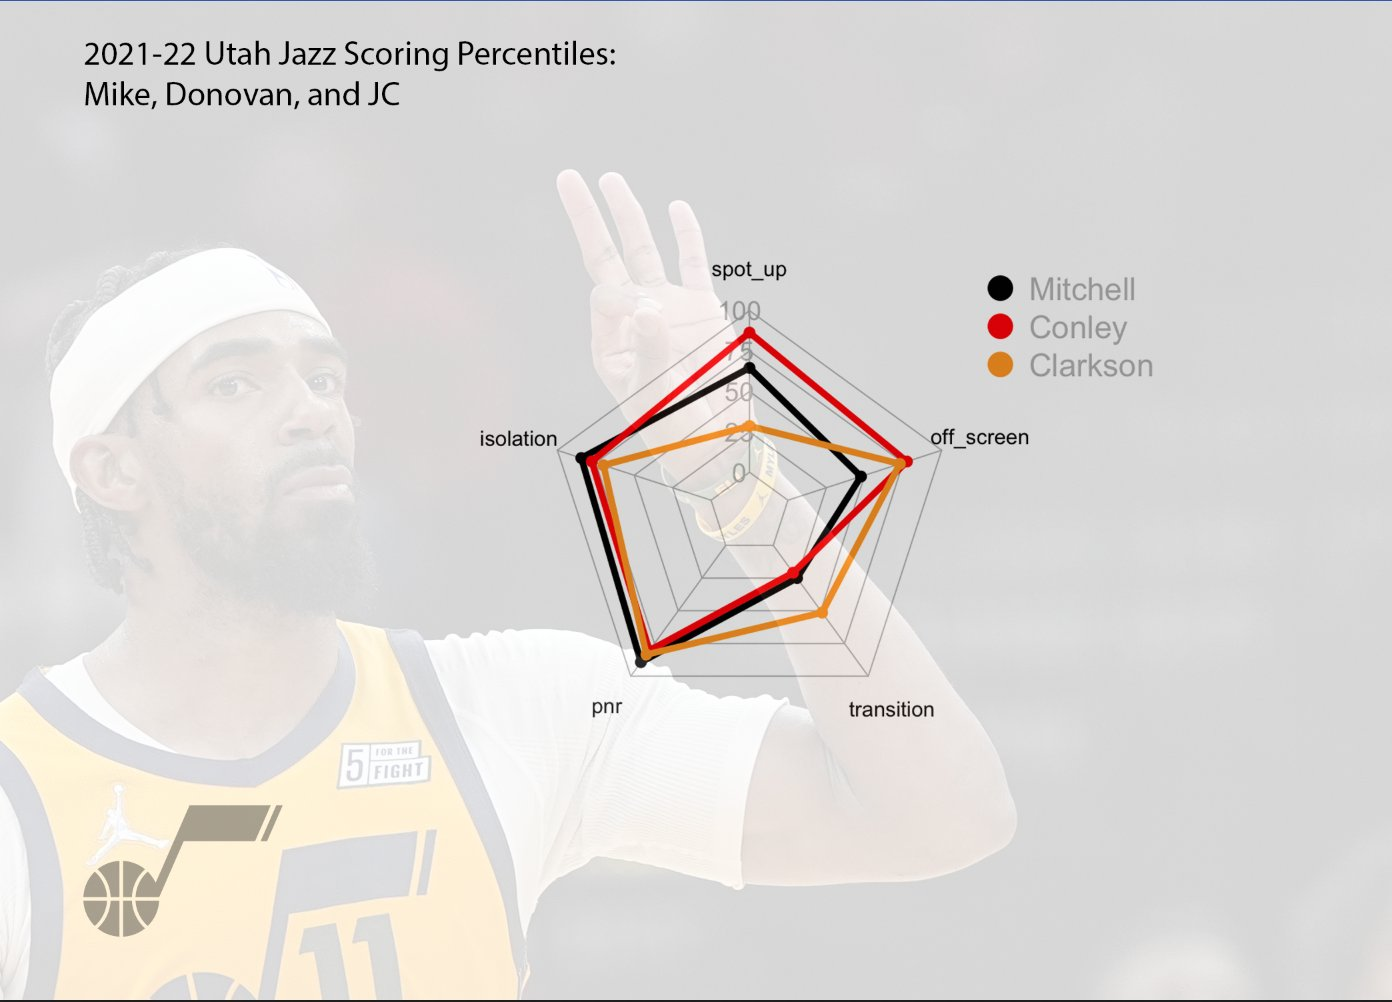 2021-22 Utah Jazz Scoring Percentiles:
Mike, Donovan, and JC
spot_up
100
75
50
25
0
isolation
off_screen
pnr
transition
Mitchell
Conley
Clarkson
5 FOR THE
FIGHT
11